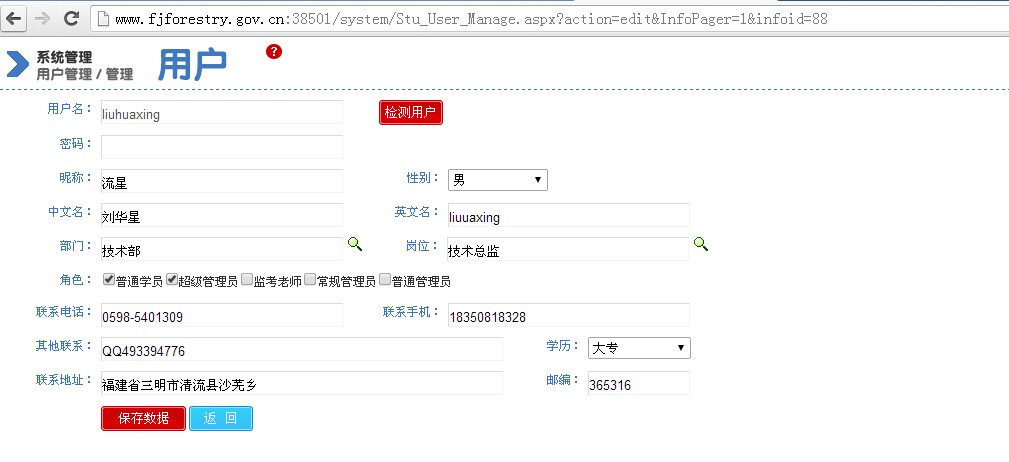 www.fjforestry.gov.cn:38501/system/Stu_User_Manage.aspx?action=edit&InfoPager=1&infoid=88
系统管理
用户管理 / 管理
用户
?
用户名： liuhuaxing 检测用户
密码：
昵称： 流星 性别： 男
中文名： 刘华星 英文名： liuuaxing
部门： 技术部 岗位： 技术总监
角色： 普通学员 超级管理员 监考老师 常规管理员 普通管理员
联系电话： 0598-5401309 联系手机： 18350818328
其他联系： QQ493394776 学历： 大专
联系地址： 福建省三明市清流县沙芜乡 邮编： 365316
保存数据 返 回